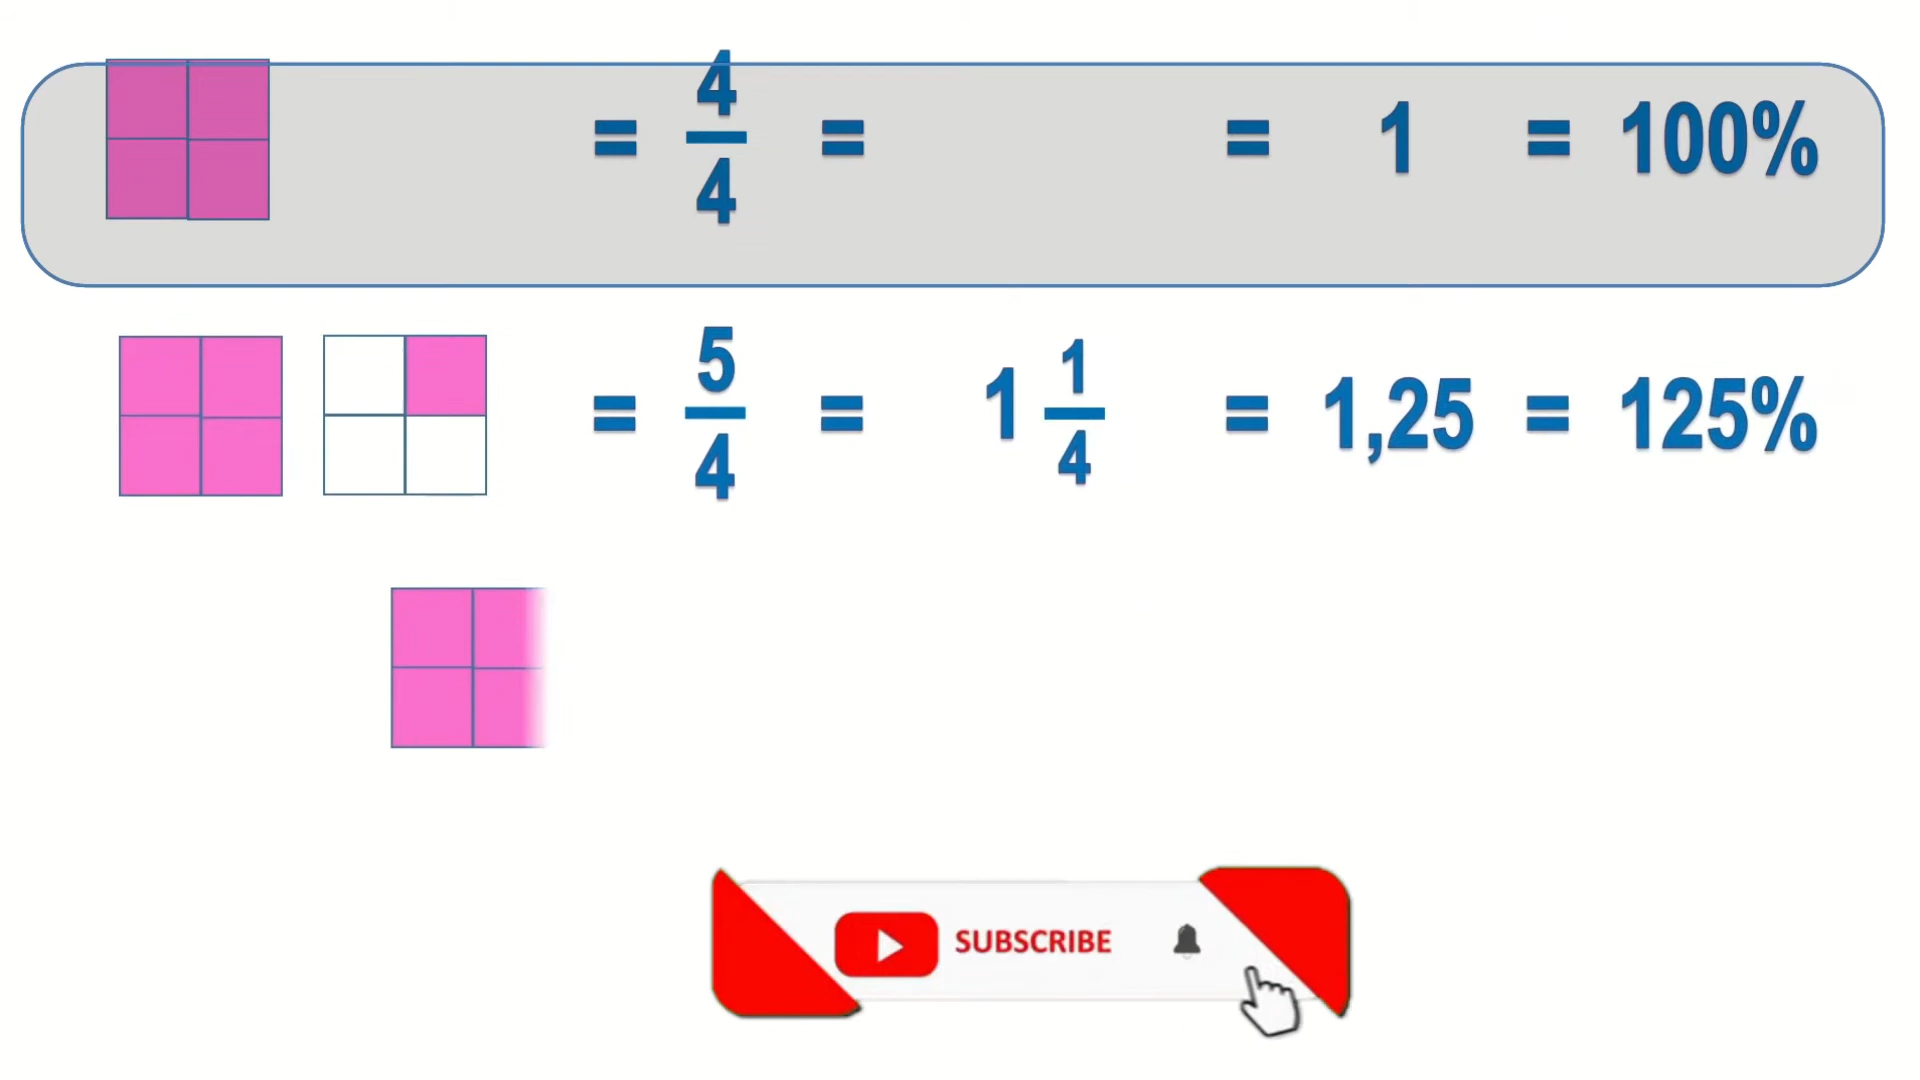 = 4/4 = = 1 = 100%
= 5/4 = 1 1/4 = 1,25 = 125%
SUBSCRIBE